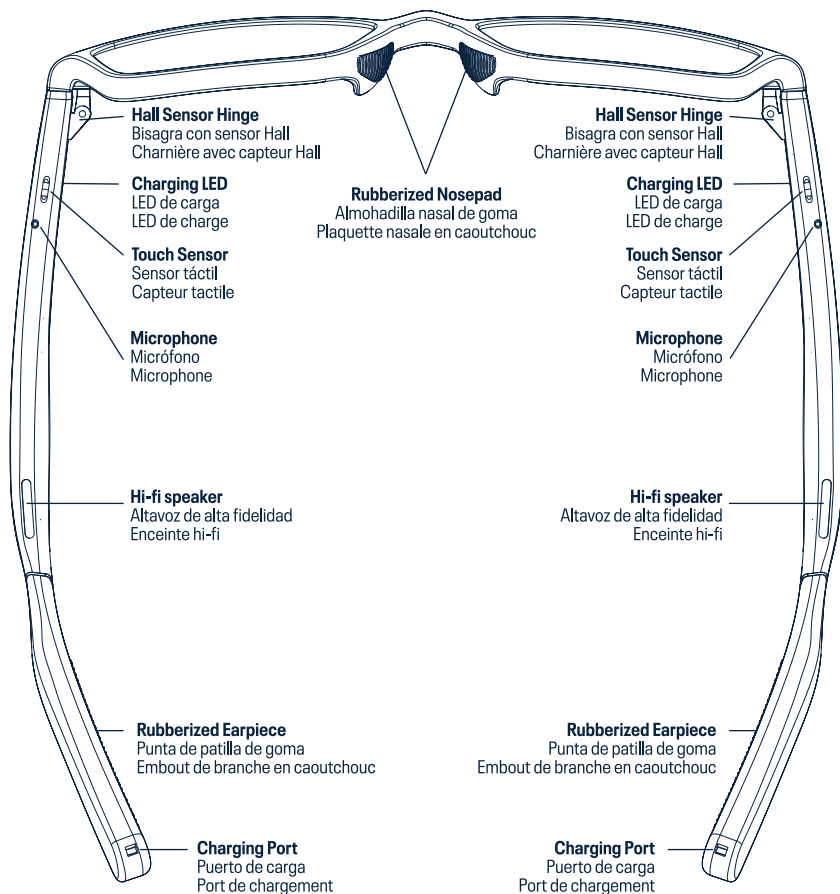 Hall Sensor Hinge
Bisagra con sensor Hall
Charnière avec capteur Hall
Charging LED
LED de carga
LED de charge
Touch Sensor
Sensor táctil
Capteur tactile
Microphone
Micrófono
Microphone
Hi-fi speaker
Altavoz de alta fidelidad
Enceinte hi-fi
Rubberized Earpiece
Punta de patilla de goma
Embout de branche en caoutchouc
Charging Port
Puerto de carga
Port de chargement
Rubberized Nosepad
Almohadilla nasal de goma
Plaquette nasale en caoutchouc
Hall Sensor Hinge
Bisagra con sensor Hall
Charnière avec capteur Hall
Charging LED
LED de carga
LED de charge
Touch Sensor
Sensor táctil
Capteur tactile
Microphone
Micrófono
Microphone
Hi-fi speaker
Altavoz de alta fidelidad
Enceinte hi-fi
Rubberized Earpiece
Punta de patilla de goma
Embout de branche en caoutchouc
Charging Port
Puerto de carga
Port de chargement